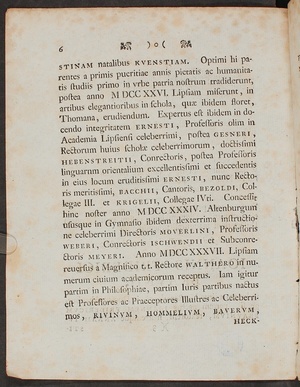 6 )o(
STINAM natalibus KVENSTIAM. Optimi hi pa-
rentes a primis pueritiae annis pietatis ac humanita-
tis studiis primo in vrbe patria nostrum tradiderunt,
postea anno M DCC XXVI. Lipsiam miserunt, in
artibus elegantioribus in schola, quae ibidem floret,
Thomana, erudiendum. Expertus est ibidem in do-
cendo integritatem ERNESTI, Professoris olim in
Academia Lipsiensi celeberrimi, postea GESNERI,
Rectorum huius scholae celeberrimorum, doctissimi
HEBENSTREITII, Conrectoris, postea Professoris
linguarum orientalium excellentissimi et succedentis
in eius locum eruditissimi ERNESTI, nunc Recto-
ris meritissimi, BACCHII, Cantoris, BEZOLDI, Col-
legae III. et KRIGELII, Collegae IVti. Concessit
hinc noster anno M DCC XXXIV. Altenburgum
ususque in Gymnasio ibidem dexterrima instructio-
ne celeberrimi Directoris MOVERLINI, Professoris
WEBERI, Conrectoris ISCHWENDII et Subconre-
ctoris MEYERI. Anno M DCC XXXVII. Lipsiam
reuersus a Magnifico t. t. Rectore WALTHERO in nu-
merum ciuium academicorum receptus. Iam igitur
partim in Philosophiae, partim Iuris partibus nactus
est Professores ac Praeceptores Illustres ac Celeberri-
mos, RIVINVM, HOMMELIVM, BAVERVM,
HECK-